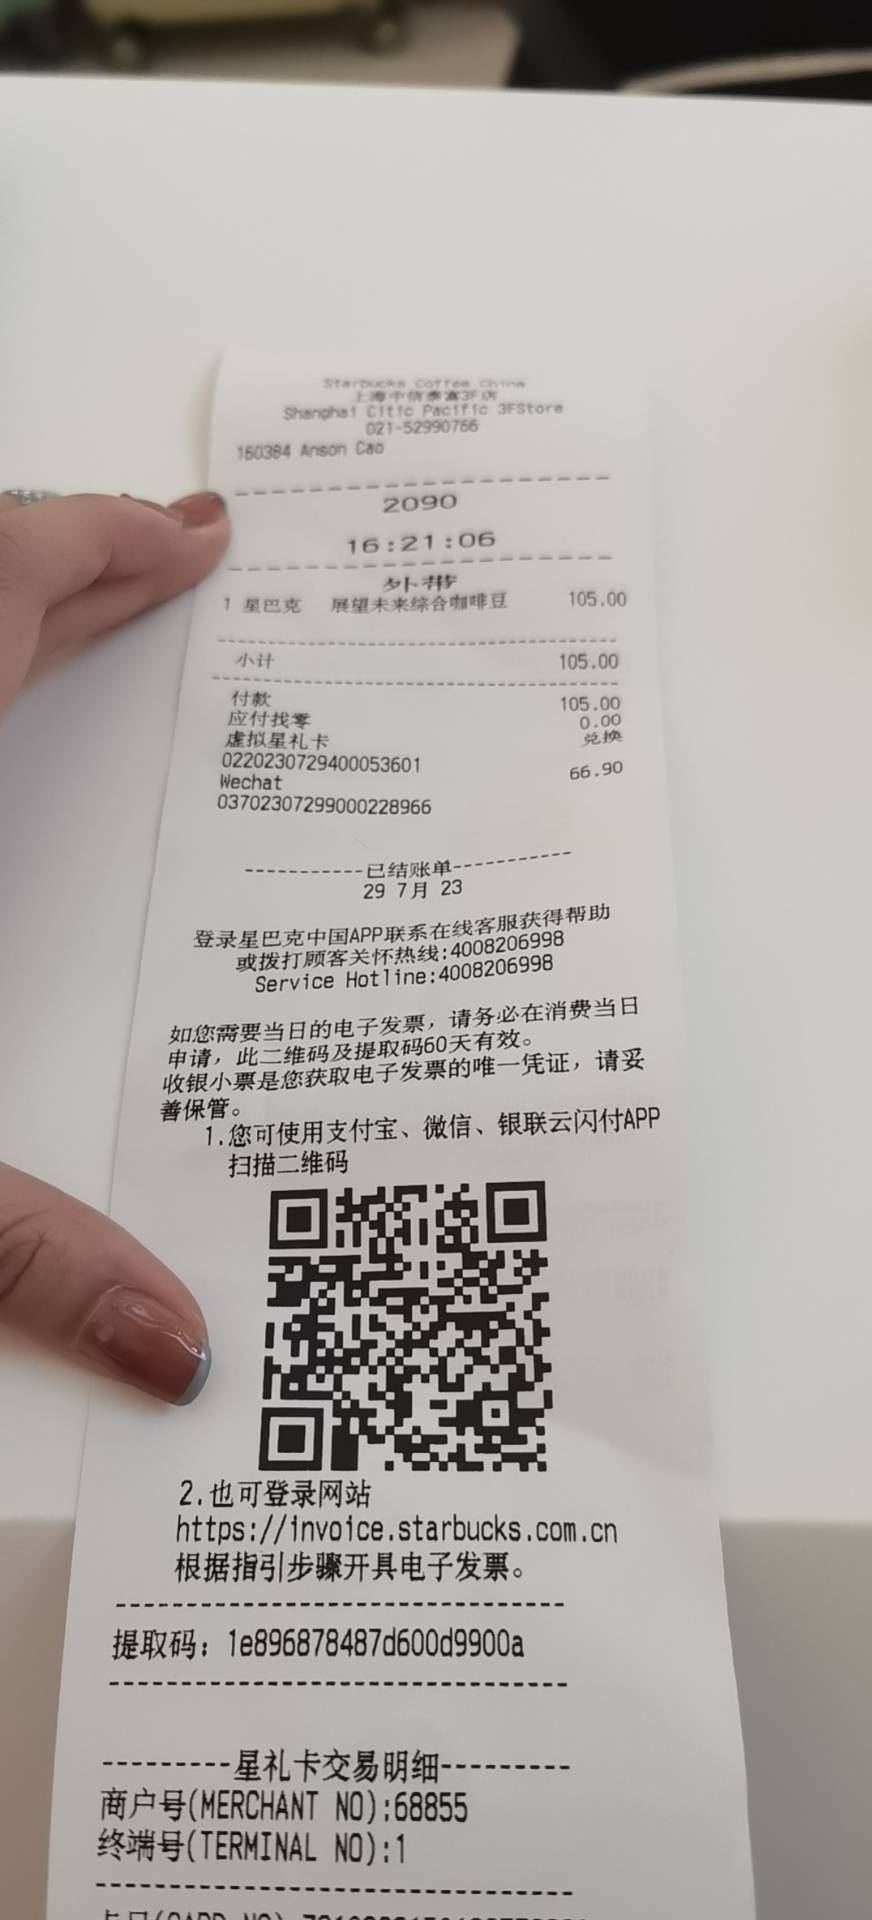 Starbucks Coffee China
上海中信泰富3F店
Shanghai Citic Pacific 3FStore
021-52990766
160384 Anson Cao
2090
16:21:06
外带
1 星巴克 展望未来综合咖啡豆 105.00
小计 105.00
付款 105.00
应付找零 0.00
虚拟星礼卡 兑换
0220230729400053601
Wechat 66.90
03702307299000228966
-----------已结账单-----------
29 7月 23
登录星巴克中国APP联系在线客服获得帮助
或拨打顾客关怀热线:4008206998
Service Hotline:4008206998
如您需要当日的电子发票，请务必在消费当日
申请，此二维码及提取码60天有效。
收银小票是您获取电子发票的唯一凭证，请妥
善保管。
1.您可使用支付宝、微信、银联云闪付APP
扫描二维码
2.也可登录网站
https://invoice.starbucks.com.cn
根据指引步骤开具电子发票。
提取码：1e896878487d600d9900a
---------星礼卡交易明细---------
商户号(MERCHANT NO):68855
终端号(TERMINAL NO):1